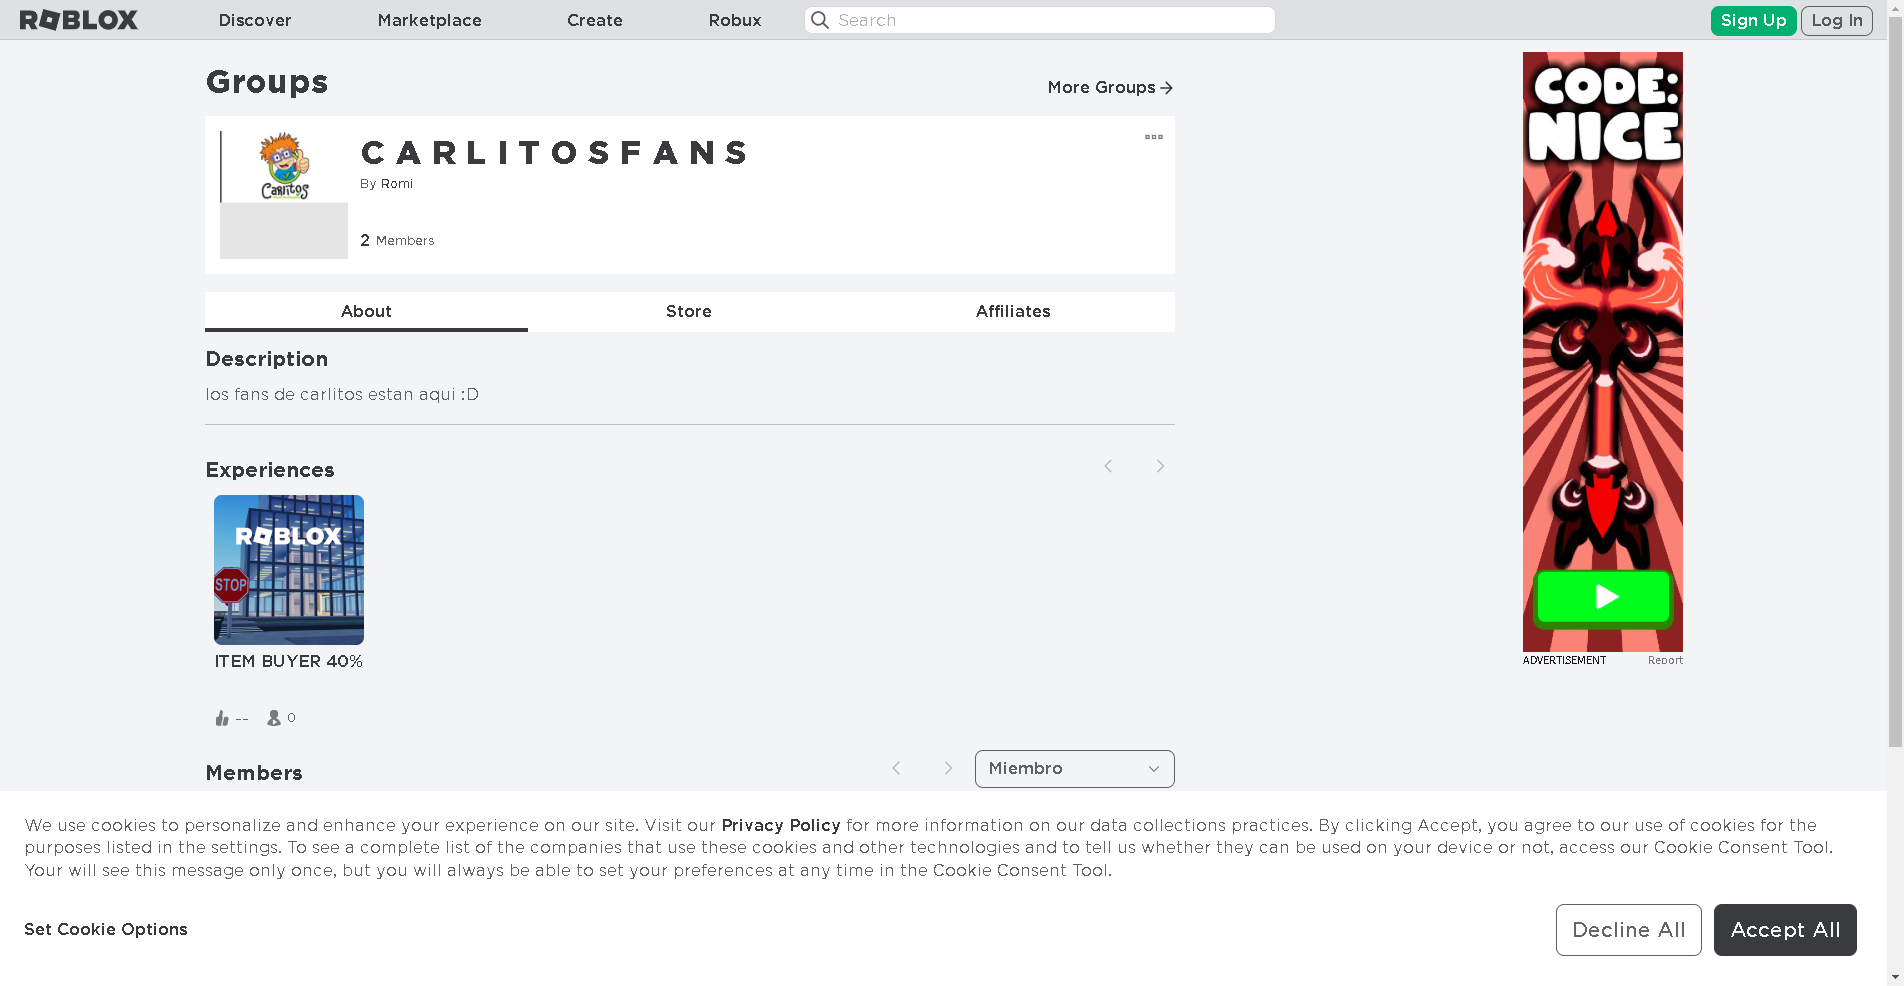 ROBLOX
Discover
Marketplace
Create
Robux
Search
Sign Up
Log In
Groups
More Groups
Carlitos
C A R L I T O S F A N S
By Romi
2 Members
About
Store
Affiliates
Description
los fans de carlitos estan aqui :D
Experiences
ROBLOX
STOP
ITEM BUYER 40%
--
0
Members
Miembro
CODE:
NICE
ADVERTISEMENT
Report
We use cookies to personalize and enhance your experience on our site. Visit our Privacy Policy for more information on our data collections practices. By clicking Accept, you agree to our use of cookies for the
purposes listed in the settings. To see a complete list of the companies that use these cookies and other technologies and to tell us whether they can be used on your device or not, access our Cookie Consent Tool.
Your will see this message only once, but you will always be able to set your preferences at any time in the Cookie Consent Tool.
Set Cookie Options
Decline All
Accept All